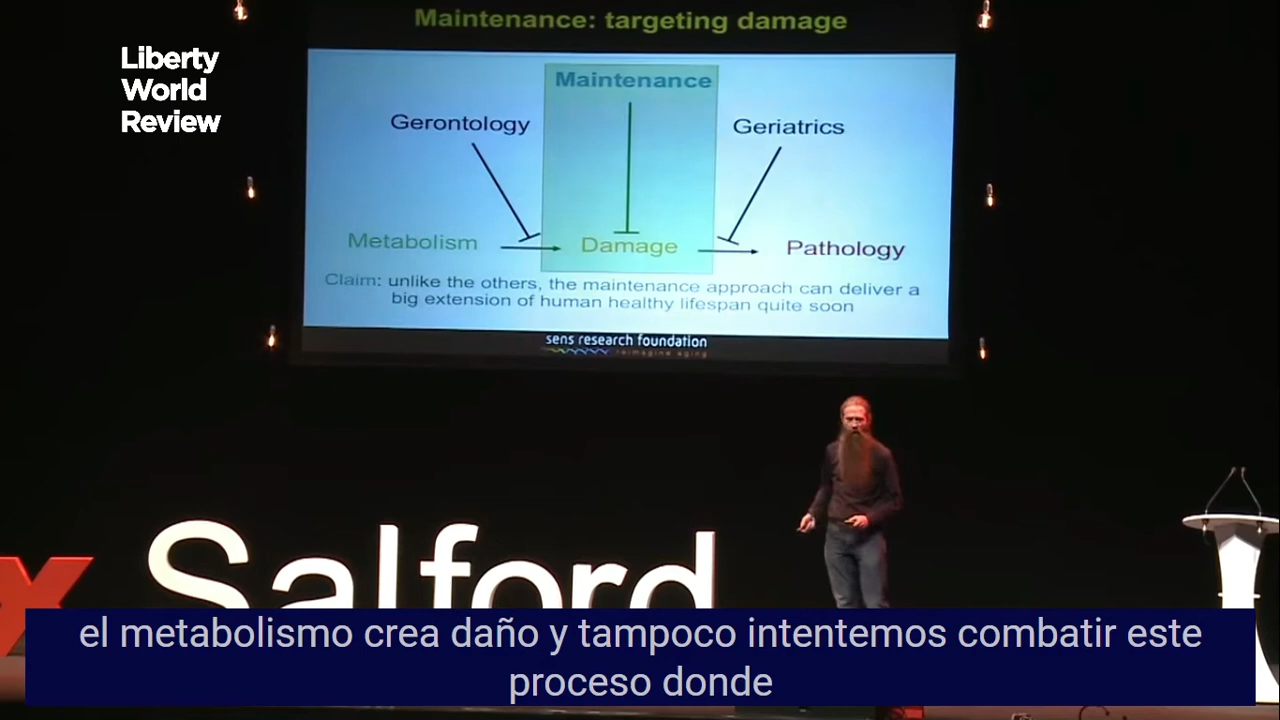 Maintenance: targeting damage
Liberty
World
Review
Maintenance
Gerontology
Geriatrics
Metabolism
Damage
Pathology
Claim: unlike the others, the maintenance approach can deliver a
big extension of human healthy lifespan quite soon
sens research foundation
reimagine aging
x Salford
el metabolismo crea daño y tampoco intentemos combatir este
proceso donde